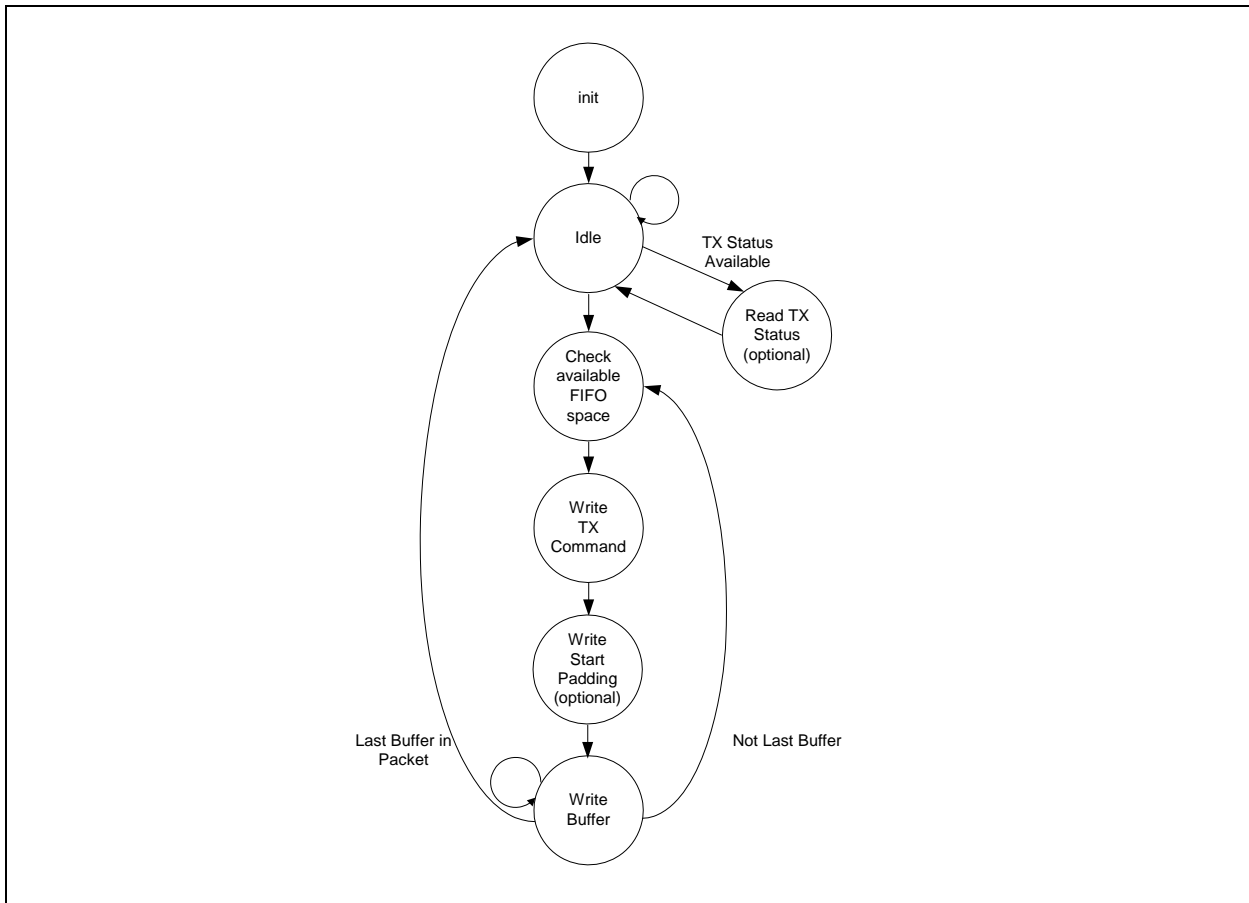 init
Idle
TX Status
Available
Read TX
Status
(optional)
Check
available
FIFO
space
Write
TX
Command
Write
Start
Padding
(optional)
Last Buffer in
Packet
Not Last Buffer
Write
Buffer